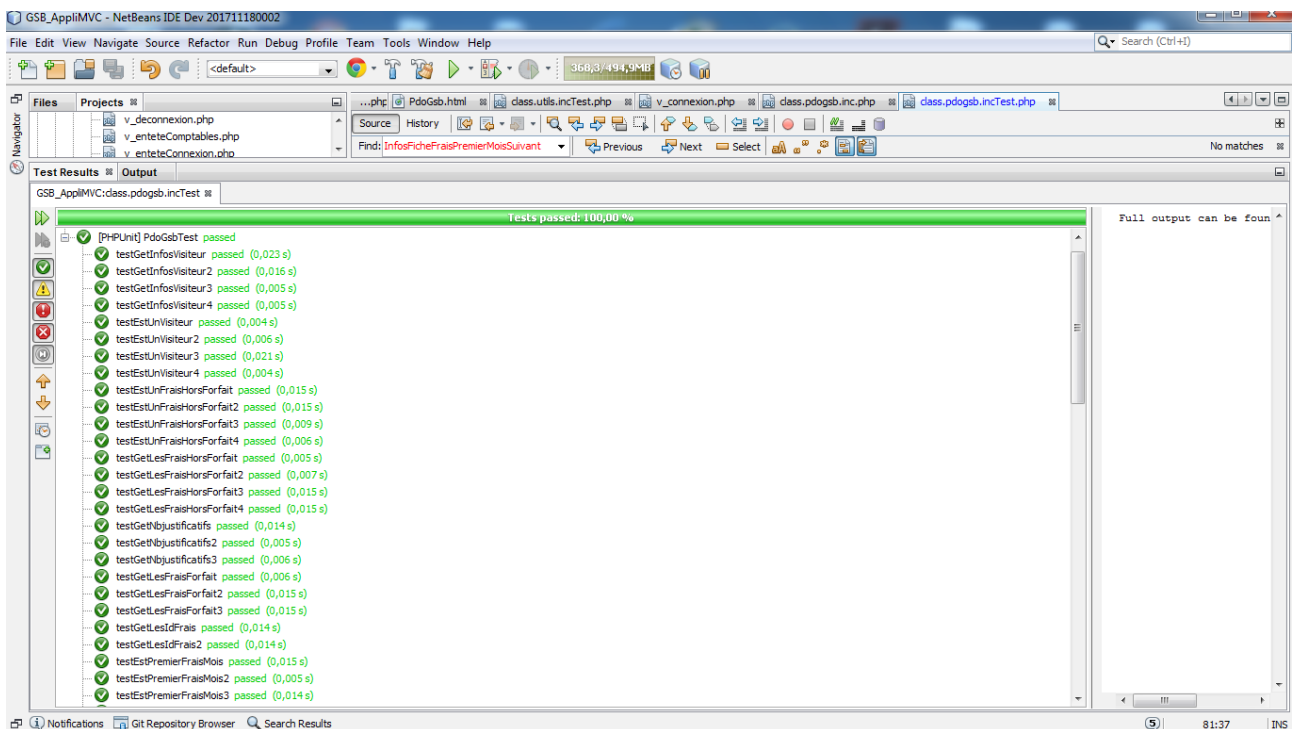 GSB_AppliMVC - NetBeans IDE Dev 201711180002
File Edit View Navigate Source Refactor Run Debug Profile Team Tools Window Help
Search (Ctrl+I)
<default>
368,3/494,9MB
Navigator
Files Projects
v_deconnexion.php
v_enteteComptables.php
v_enteteConnexion.php
...php PdoGsb.html class.utils.incTest.php v_connexion.php class.pdogsb.inc.php class.pdogsb.incTest.php
Source History
Find: InfosFicheFraisPremierMoisSuivant Previous Next Select No matches
Test Results Output
GSB_AppliMVC:class.pdogsb.incTest
Tests passed: 100,00 %
[PHPUnit] PdoGsbTest passed
testGetInfosVisiteur passed (0,023 s)
testGetInfosVisiteur2 passed (0,016 s)
testGetInfosVisiteur3 passed (0,005 s)
testGetInfosVisiteur4 passed (0,005 s)
testEstUnVisiteur passed (0,004 s)
testEstUnVisiteur2 passed (0,006 s)
testEstUnVisiteur3 passed (0,021 s)
testEstUnVisiteur4 passed (0,004 s)
testEstUnFraisHorsForfait passed (0,015 s)
testEstUnFraisHorsForfait2 passed (0,015 s)
testEstUnFraisHorsForfait3 passed (0,009 s)
testEstUnFraisHorsForfait4 passed (0,006 s)
testGetLesFraisHorsForfait passed (0,005 s)
testGetLesFraisHorsForfait2 passed (0,007 s)
testGetLesFraisHorsForfait3 passed (0,015 s)
testGetLesFraisHorsForfait4 passed (0,015 s)
testGetNbjustificatifs passed (0,014 s)
testGetNbjustificatifs2 passed (0,005 s)
testGetNbjustificatifs3 passed (0,006 s)
testGetLesFraisForfait passed (0,006 s)
testGetLesFraisForfait2 passed (0,015 s)
testGetLesFraisForfait3 passed (0,015 s)
testGetLesIdFrais passed (0,014 s)
testGetLesIdFrais2 passed (0,014 s)
testEstPremierFraisMois passed (0,015 s)
testEstPremierFraisMois2 passed (0,005 s)
testEstPremierFraisMois3 passed (0,014 s)
Full output can be foun
Notifications Git Repository Browser Search Results
5 81:37 INS